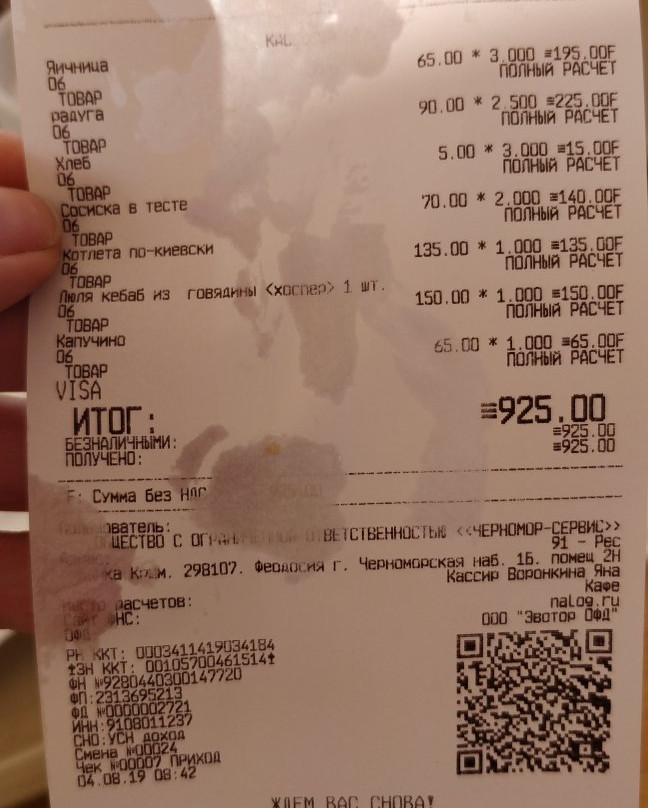 КАС
Яичница 65.00 * 3.000 ≡195.00F
06 ПОЛНЫЙ РАСЧЕТ
ТОВАР
радуга 90.00 * 2.500 ≡225.00F
06 ПОЛНЫЙ РАСЧЕТ
ТОВАР
Хлеб 5.00 * 3.000 ≡15.00F
06 ПОЛНЫЙ РАСЧЕТ
ТОВАР
Сосиска в тесте 70.00 * 2.000 ≡140.00F
06 ПОЛНЫЙ РАСЧЕТ
ТОВАР
Котлета по-киевски 135.00 * 1.000 ≡135.00F
06 ПОЛНЫЙ РАСЧЕТ
ТОВАР
Люля кебаб из говядины <хоспер> 1 шт. 150.00 * 1.000 ≡150.00F
06 ПОЛНЫЙ РАСЧЕТ
ТОВАР
Капучино 65.00 * 1.000 ≡65.00F
06 ПОЛНЫЙ РАСЧЕТ
ТОВАР
VISA
ИТОГ: ≡925.00
БЕЗНАЛИЧНЫМИ: ≡925.00
ПОЛУЧЕНО: ≡925.00
F: Сумма без НДС 925.00
ОБЩЕСТВО С ОГРАНИЧЕННОЙ ОТВЕТСТВЕННОСТЬЮ <<ЧЕРНОМОР-СЕРВИС>>
91 - Рес
Крым. 298107. Феодосия г. Черноморская наб. 1Б. помещ 2Н
Кассир Воронкина Яна
расчетов: Кафе
nalog.ru
ООО "Эвотор ОФД"
РН ККТ: 0003411419034184
↑ЗН ККТ: 00105700461514↑
ФН №9280440300147720
ФП:2313695213
ФД №0000002721
ИНН:9108011237
СНО:УСН доход
Смена №00024
Чек №00007 ПРИХОД
04.08.19 08:42
ЖДЕМ ВАС СНОВА!